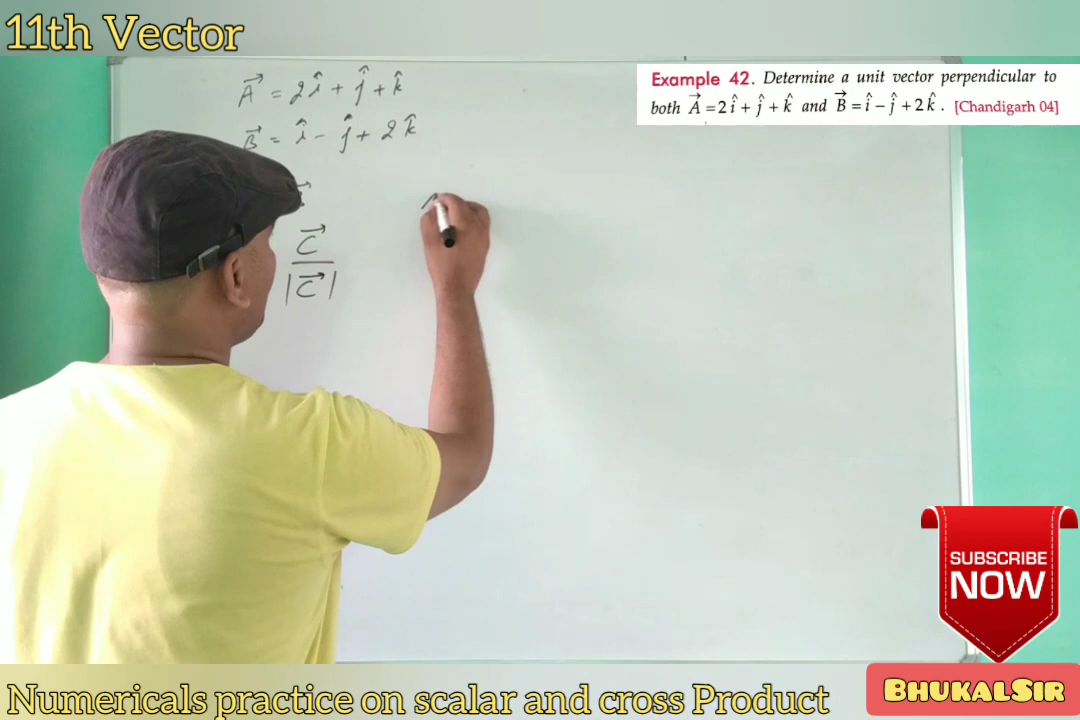 11th Vector
Example 42. Determine a unit vector perpendicular to
both A⃗ = 2î + ĵ + k̂ and B⃗ = î − ĵ + 2k̂. [Chandigarh 04]
A⃗ = 2î + ĵ + k̂
B⃗ = î − ĵ + 2k̂
C⃗
|C⃗|
SUBSCRIBE
NOW
Numericals practice on scalar and cross Product
BHUKALSIR